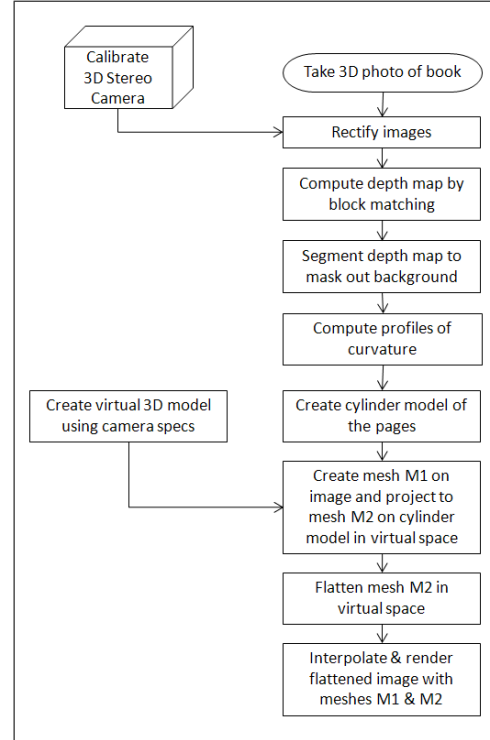 Calibrate
3D Stereo
Camera
Take 3D photo of book
Rectify images
Compute depth map by
block matching
Segment depth map to
mask out background
Compute profiles of
curvature
Create virtual 3D model
using camera specs
Create cylinder model of
the pages
Create mesh M1 on
image and project to
mesh M2 on cylinder
model in virtual space
Flatten mesh M2 in
virtual space
Interpolate & render
flattened image with
meshes M1 & M2